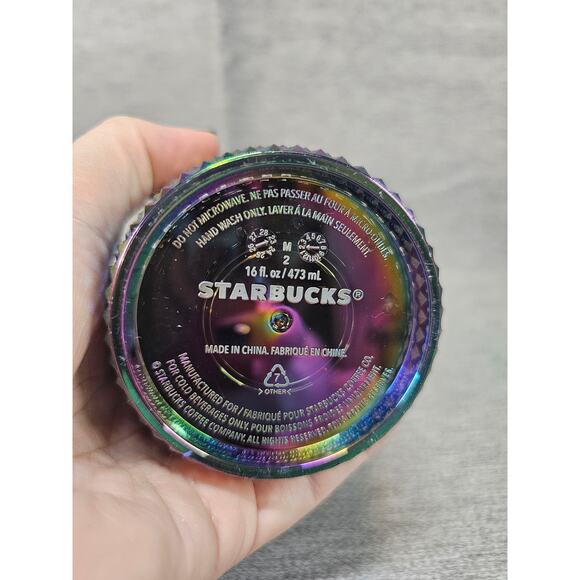 DO NOT MICROWAVE. NE PAS PASSER AU FOUR À MICRO-ONDES.
HAND WASH ONLY. LAVER À LA MAIN SEULEMENT.
M
2
16 fl. oz / 473 mL
STARBUCKS®
MADE IN CHINA. FABRIQUÉ EN CHINE.
7
OTHER
MANUFACTURED FOR / FABRIQUÉ POUR STARBUCKS COFFEE CO.
FOR COLD BEVERAGES ONLY. POUR BOISSONS FROIDES SEULEMENT.
© STARBUCKS COFFEE COMPANY. ALL RIGHTS RESERVED.